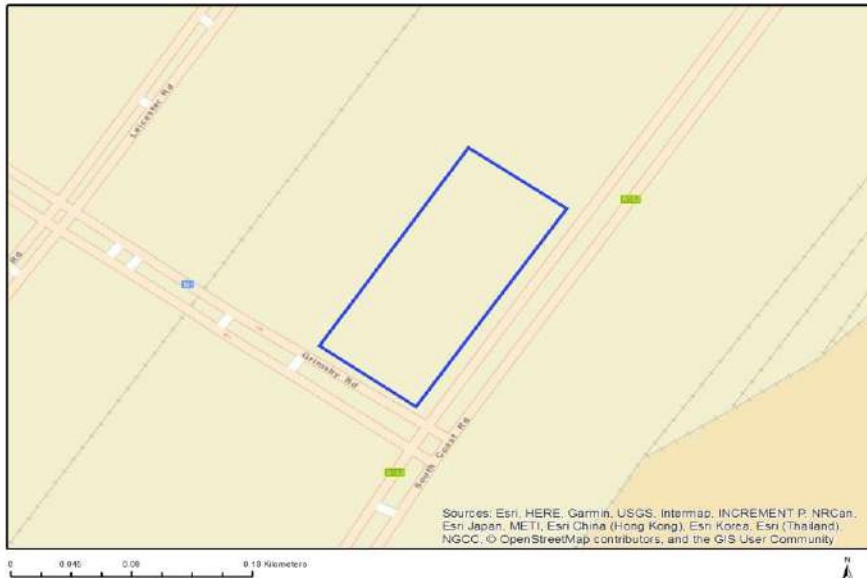 Leicester Rd
Rd
Grimsby Rd
South Coast Rd
Sources: Esri, HERE, Garmin, USGS, Intermap, INCREMENT P, NRCan,
Esri Japan, METI, Esri China (Hong Kong), Esri Korea, Esri (Thailand),
NGCC, © OpenStreetMap contributors, and the GIS User Community
0 0.045 0.09 0.18 Kilometers
N